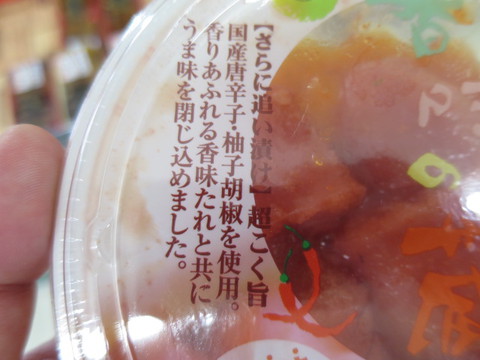 【さらに追い漬け】超こく旨
国産唐辛子・柚子胡椒を使用。
香りあふれる香味たれと共に
うま味を閉じ込めました。